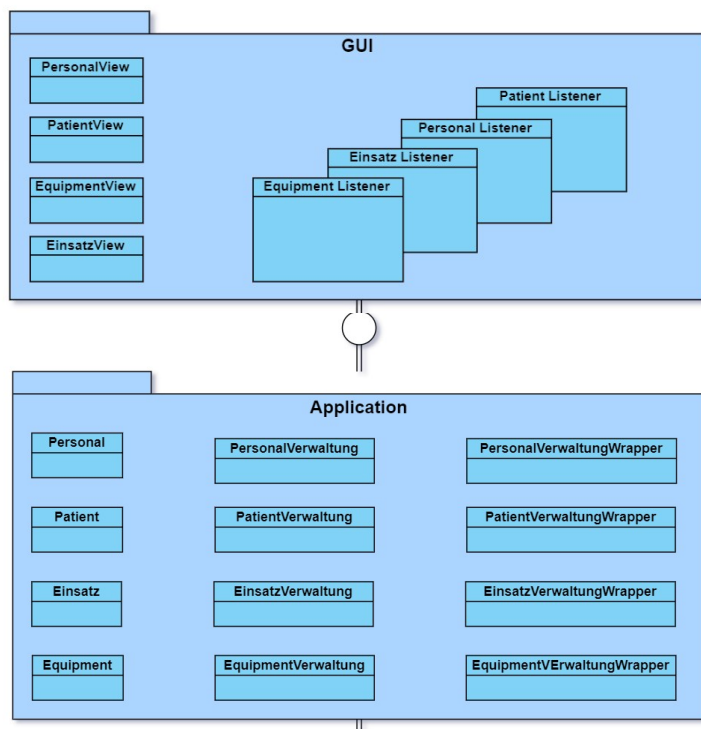 GUI
PersonalView
PatientView
EquipmentView
EinsatzView
Patient Listener
Personal Listener
Einsatz Listener
Equipment Listener
Application
Personal
PersonalVerwaltung
PersonalVerwaltungWrapper
Patient
PatientVerwaltung
PatientVerwaltungWrapper
Einsatz
EinsatzVerwaltung
EinsatzVerwaltungWrapper
Equipment
EquipmentVerwaltung
EquipmentVErwaltungWrapper